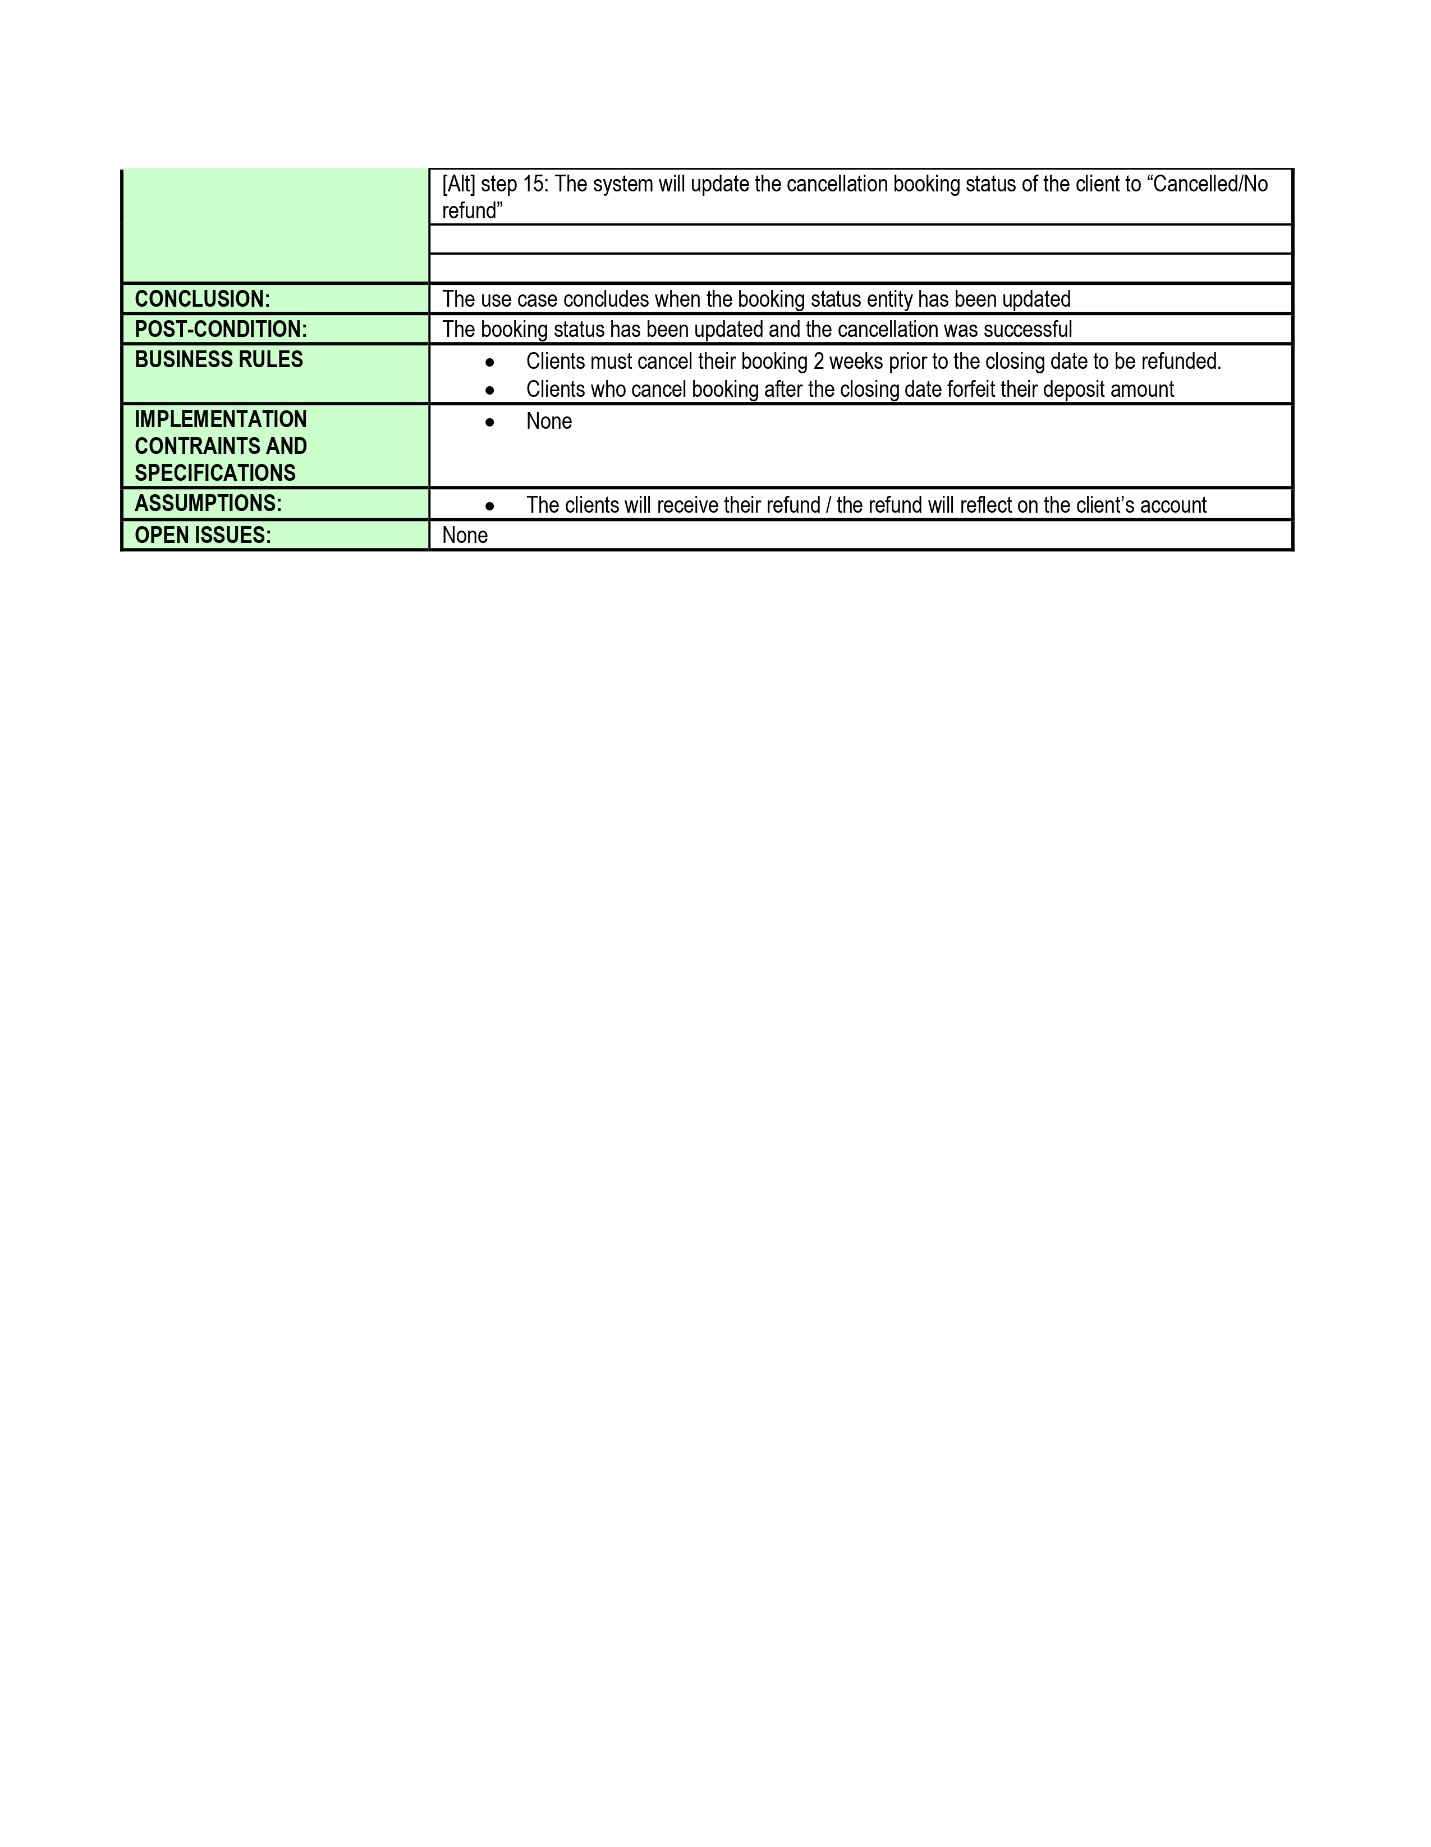 [Alt] step 15: The system will update the cancellation booking status of the client to “Cancelled/No
refund”
CONCLUSION:
The use case concludes when the booking status entity has been updated
POST-CONDITION:
The booking status has been updated and the cancellation was successful
BUSINESS RULES
● Clients must cancel their booking 2 weeks prior to the closing date to be refunded.
● Clients who cancel booking after the closing date forfeit their deposit amount
IMPLEMENTATION
CONTRAINTS AND
SPECIFICATIONS
● None
ASSUMPTIONS:
● The clients will receive their refund / the refund will reflect on the client’s account
OPEN ISSUES:
None